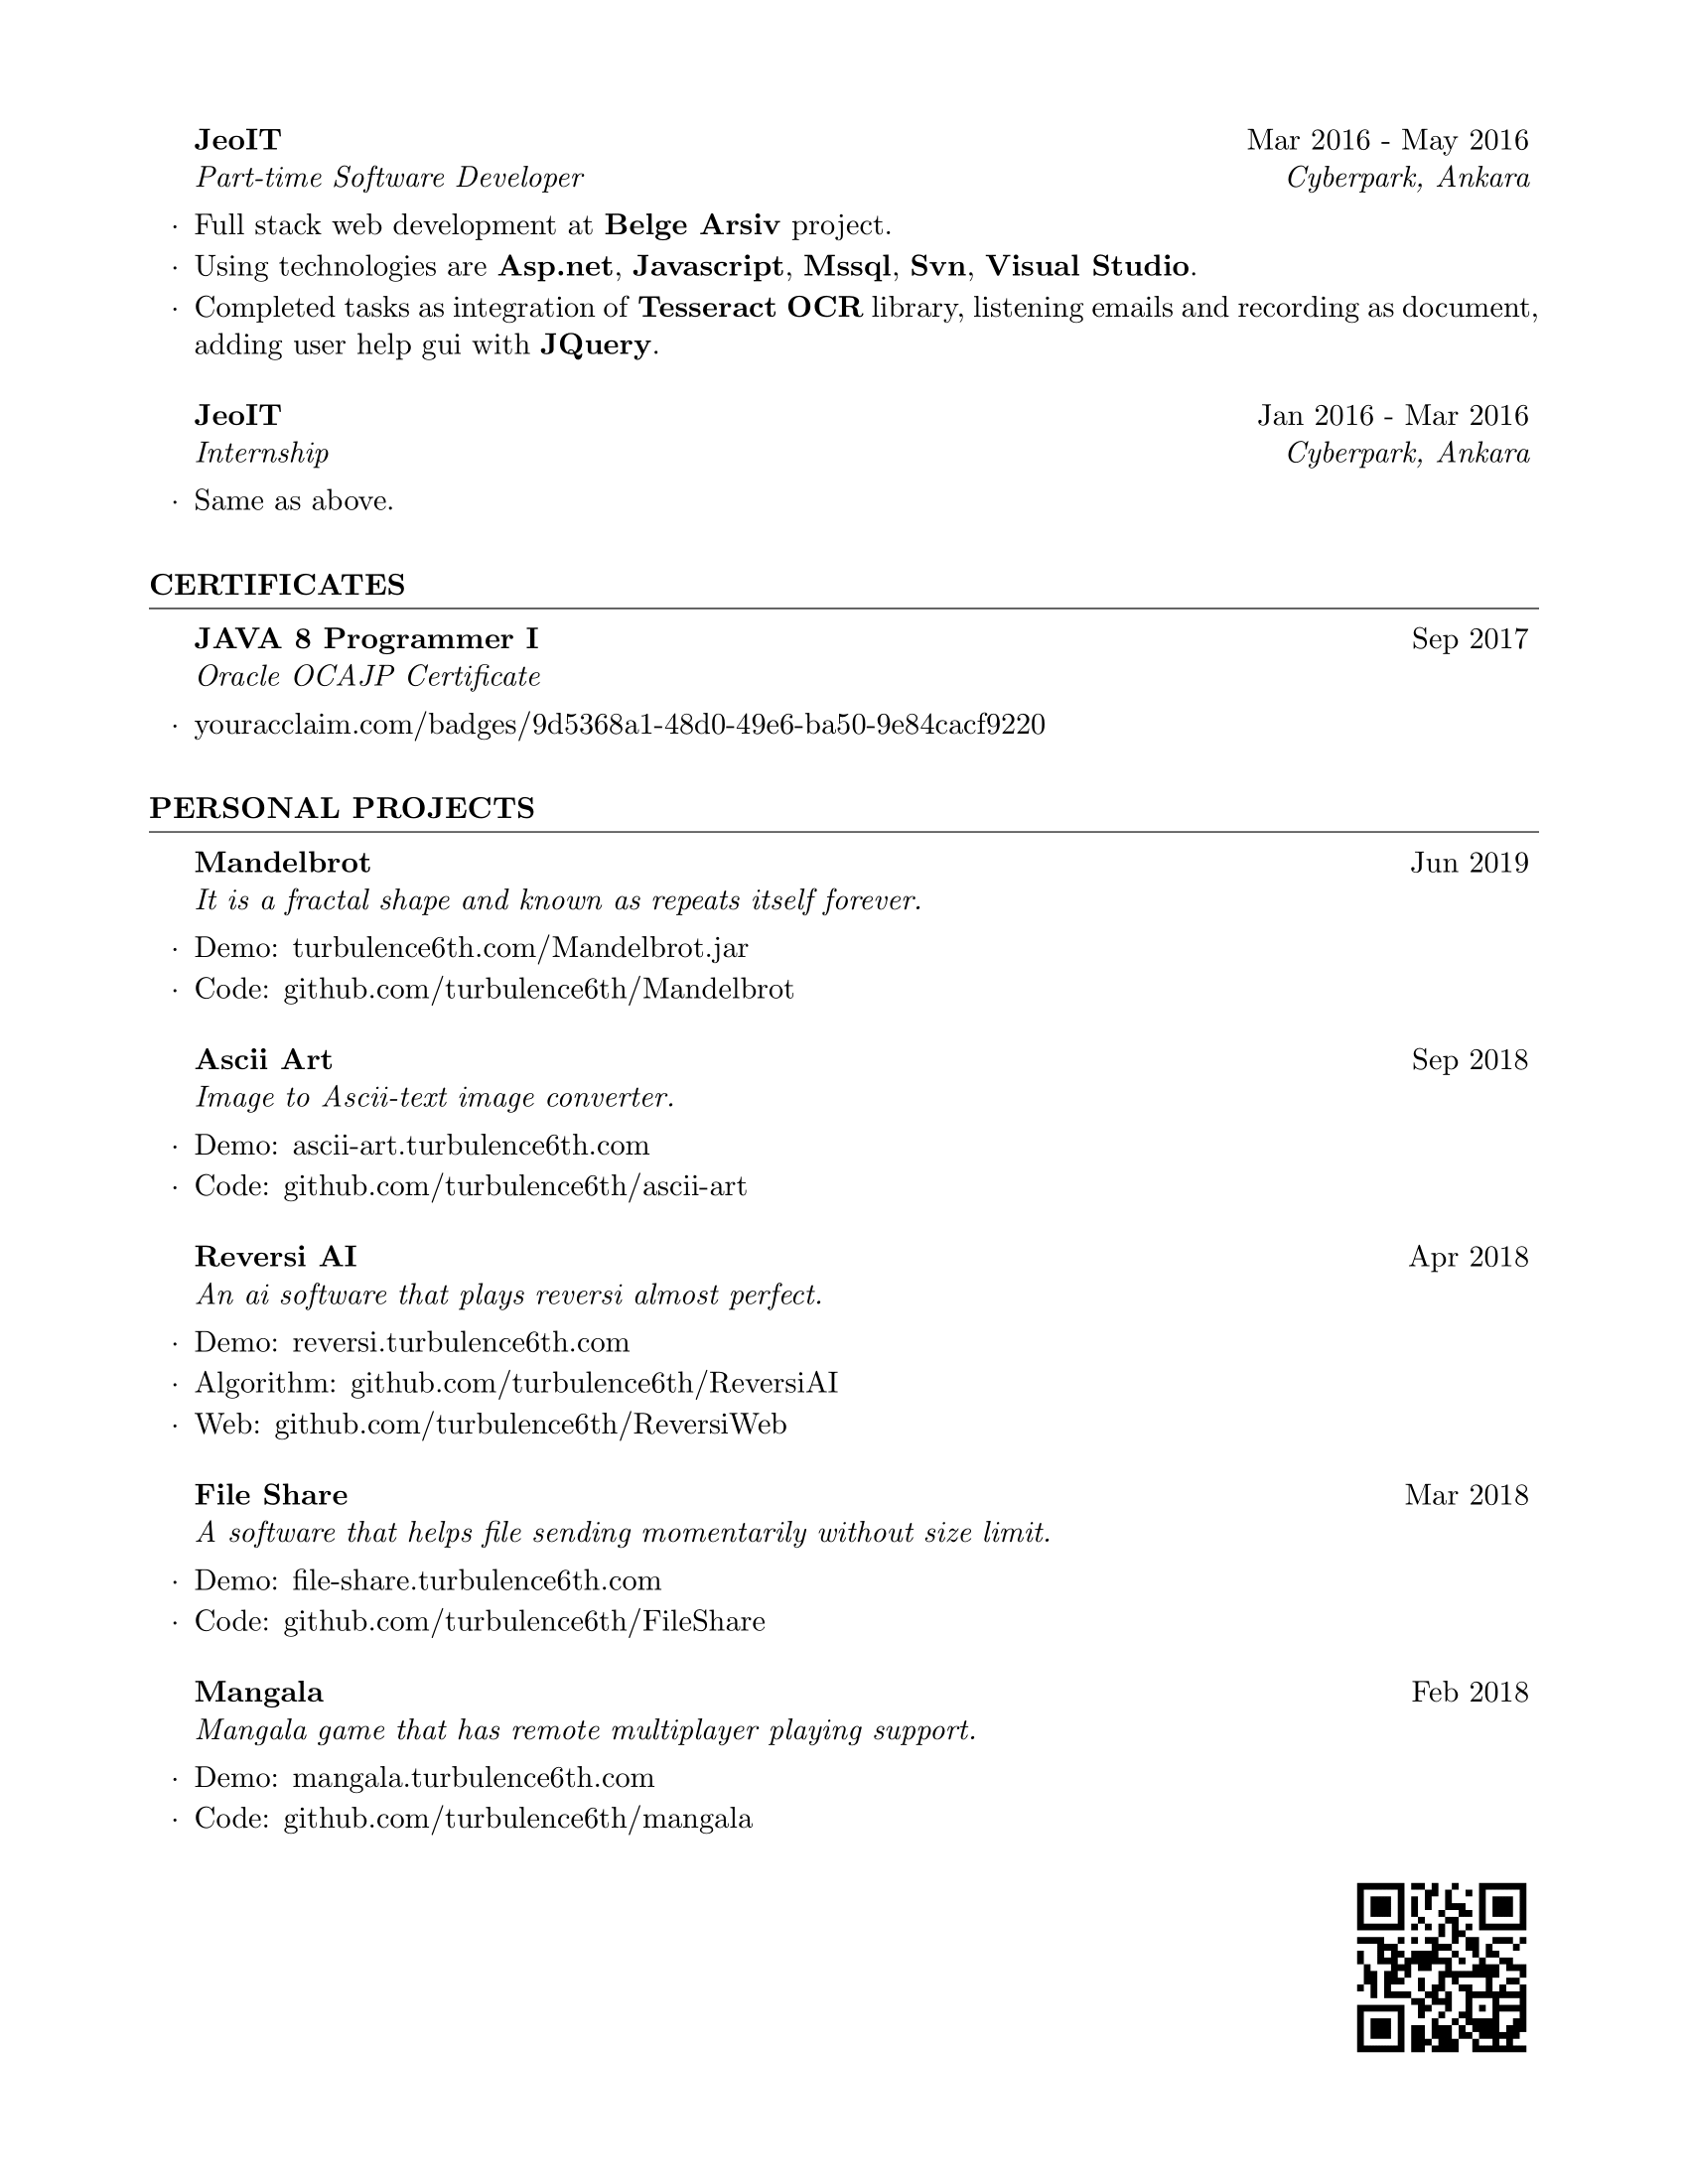 JeoIT Mar 2016 - May 2016
Part-time Software Developer Cyberpark, Ankara
· Full stack web development at Belge Arsiv project.
· Using technologies are Asp.net, Javascript, Mssql, Svn, Visual Studio.
· Completed tasks as integration of Tesseract OCR library, listening emails and recording as document,
adding user help gui with JQuery.
JeoIT Jan 2016 - Mar 2016
Internship Cyberpark, Ankara
· Same as above.
CERTIFICATES
JAVA 8 Programmer I Sep 2017
Oracle OCAJP Certificate
· youracclaim.com/badges/9d5368a1-48d0-49e6-ba50-9e84cacf9220
PERSONAL PROJECTS
Mandelbrot Jun 2019
It is a fractal shape and known as repeats itself forever.
· Demo: turbulence6th.com/Mandelbrot.jar
· Code: github.com/turbulence6th/Mandelbrot
Ascii Art Sep 2018
Image to Ascii-text image converter.
· Demo: ascii-art.turbulence6th.com
· Code: github.com/turbulence6th/ascii-art
Reversi AI Apr 2018
An ai software that plays reversi almost perfect.
· Demo: reversi.turbulence6th.com
· Algorithm: github.com/turbulence6th/ReversiAI
· Web: github.com/turbulence6th/ReversiWeb
File Share Mar 2018
A software that helps file sending momentarily without size limit.
· Demo: file-share.turbulence6th.com
· Code: github.com/turbulence6th/FileShare
Mangala Feb 2018
Mangala game that has remote multiplayer playing support.
· Demo: mangala.turbulence6th.com
· Code: github.com/turbulence6th/mangala